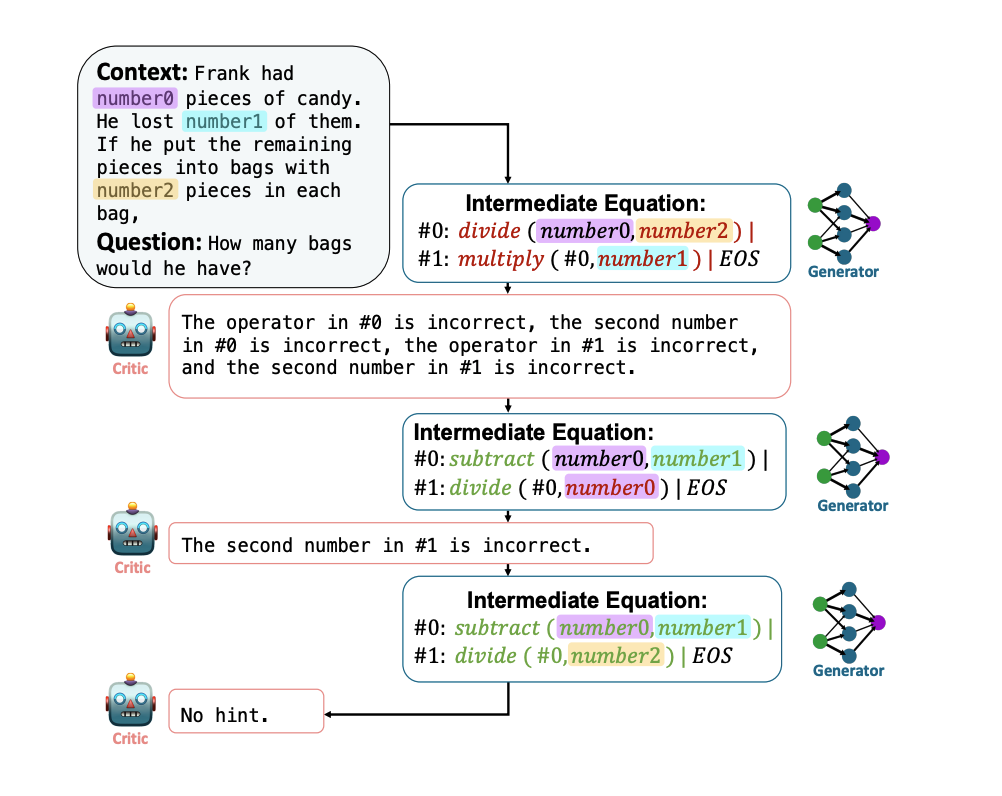 Context: Frank had
number0 pieces of candy.
He lost number1 of them.
If he put the remaining
pieces into bags with
number2 pieces in each
bag,
Question: How many bags
would he have?
Intermediate Equation:
#0: divide (number0,number2) |
#1: multiply ( #0,number1 ) | EOS
Generator
The operator in #0 is incorrect, the second number
in #0 is incorrect, the operator in #1 is incorrect,
and the second number in #1 is incorrect.
Critic
Intermediate Equation:
#0: subtract (number0,number1 ) |
#1: divide ( #0,number0 ) | EOS
Generator
The second number in #1 is incorrect.
Critic
Intermediate Equation:
#0: subtract (number0,number1 ) |
#1: divide ( #0,number2 ) | EOS
Generator
No hint.
Critic